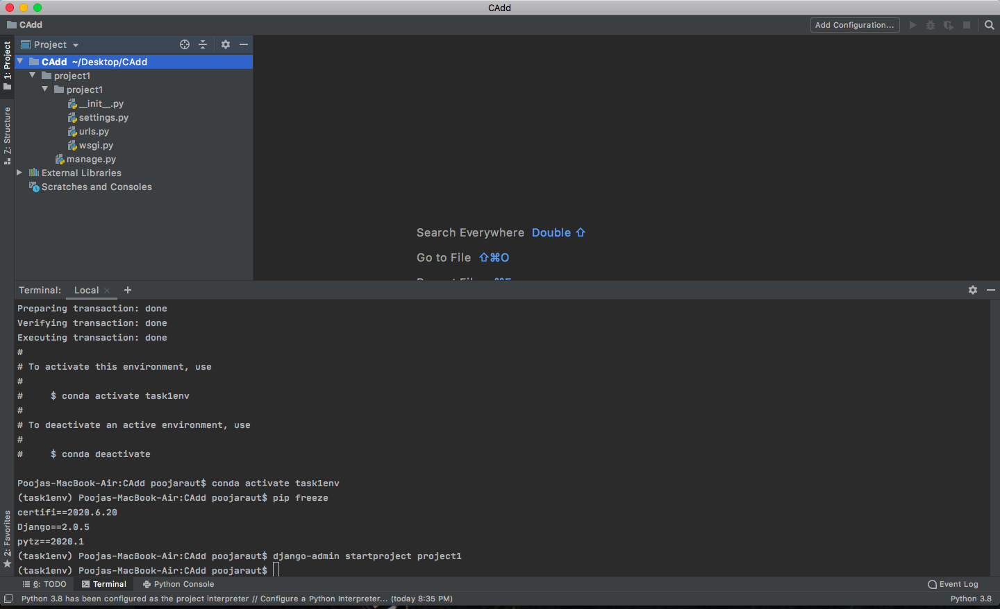 CAdd
CAdd
Add Configuration...
1: Project
Project
CAdd ~/Desktop/CAdd
project1
project1
__init__.py
settings.py
urls.py
wsgi.py
manage.py
External Libraries
Scratches and Consoles
7: Structure
Search Everywhere Double ⇧
Go to File ⇧⌘O
Terminal: Local × +
Preparing transaction: done
Verifying transaction: done
Executing transaction: done
#
# To activate this environment, use
#
#     $ conda activate task1env
#
# To deactivate an active environment, use
#
#     $ conda deactivate
Poojas-MacBook-Air:CAdd poojaraut$ conda activate task1env
(task1env) Poojas-MacBook-Air:CAdd poojaraut$ pip freeze
certifi==2020.6.20
Django==2.0.5
pytz==2020.1
(task1env) Poojas-MacBook-Air:CAdd poojaraut$ django-admin startproject project1
(task1env) Poojas-MacBook-Air:CAdd poojaraut$
2: Favorites
6: TODO
Terminal
Python Console
Event Log
Python 3.8 has been configured as the project interpreter // Configure a Python Interpreter... (today 8:35 PM)
Python 3.8